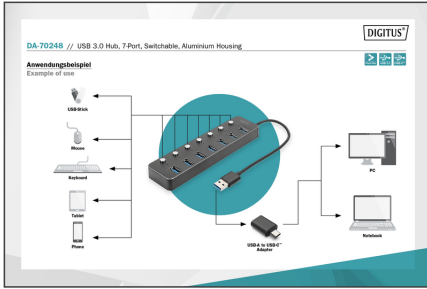 DIGITUS®
DA-70248 // USB 3.0 Hub, 7-Port, Switchable, Aluminium Housing
Anwendungsbeispiel
Example of use
USB-Stick
Mouse
Keyboard
Tablet
Phone
PC
Notebook
USB-A to USB-C™
Adapter